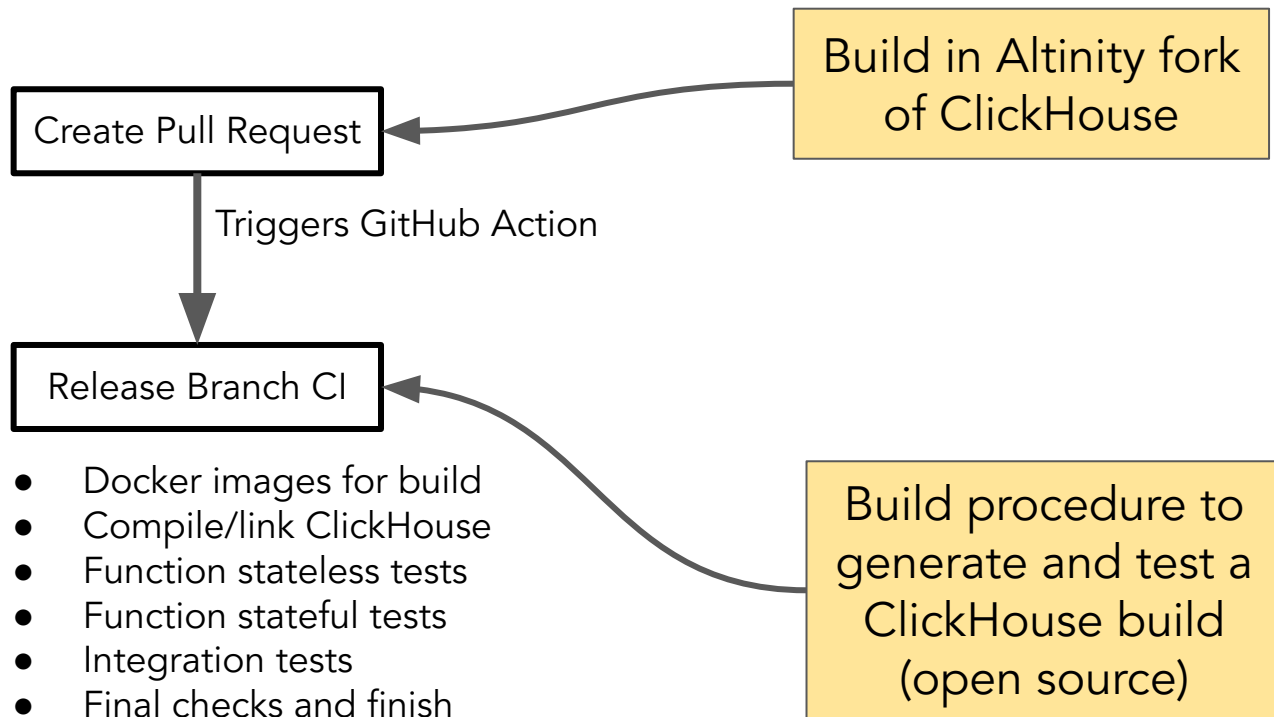 Build in Altinity fork
of ClickHouse
Create Pull Request
Triggers GitHub Action
Release Branch CI
● Docker images for build
● Compile/link ClickHouse
● Function stateless tests
● Function stateful tests
● Integration tests
● Final checks and finish
Build procedure to
generate and test a
ClickHouse build
(open source)